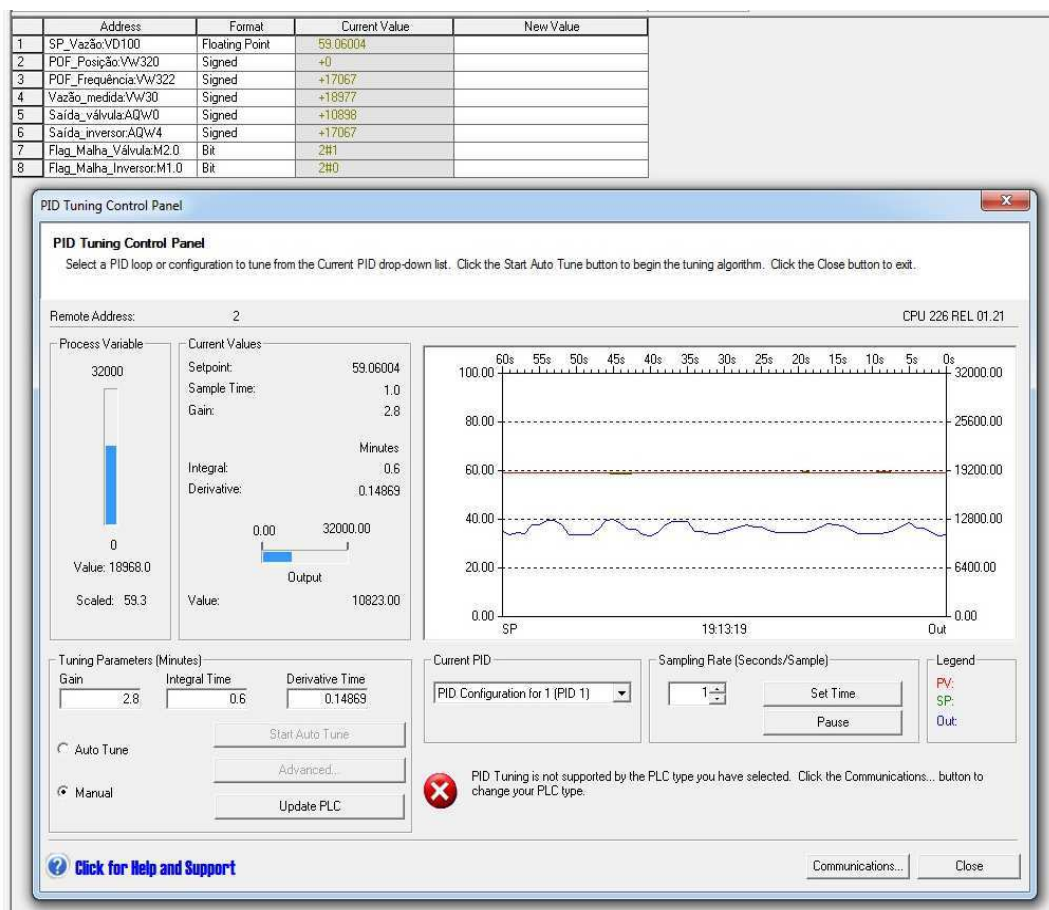 Address Format Current Value New Value
1 SP_Vazão:VD100 Floating Point 59.06004
2 POF_Posição:VW320 Signed +0
3 POF_Frequência:VW322 Signed +17067
4 Vazão_medida:VW30 Signed +18977
5 Saída_válvula:AQW0 Signed +10898
6 Saída_inversor:AQW4 Signed +17067
7 Flag_Malha_Válvula:M2.0 Bit 2#1
8 Flag_Malha_Inversor:M1.0 Bit 2#0
PID Tuning Control Panel
PID Tuning Control Panel
Select a PID loop or configuration to tune from the Current PID drop-down list. Click the Start Auto Tune button to begin the tuning algorithm. Click the Close button to exit.
Remote Address: 2 CPU 226 REL 01.21
Process Variable
32000
0
Value: 18968.0
Scaled: 59.3
Current Values
Setpoint: 59.06004
Sample Time: 1.0
Gain: 2.8
Minutes
Integral: 0.6
Derivative: 0.14869
0.00 32000.00
Output
Value: 10823.00
60s 55s 50s 45s 40s 35s 30s 25s 20s 15s 10s 5s 0s
100.00 32000.00
80.00 25600.00
60.00 19200.00
40.00 12800.00
20.00 6400.00
0.00 0.00
SP 19:13:19 Out
Tuning Parameters (Minutes)
Gain Integral Time Derivative Time
2.8 0.6 0.14869
Auto Tune
Manual
Start Auto Tune
Advanced...
Update PLC
Current PID
PID Configuration for 1 (PID 1)
Sampling Rate (Seconds/Sample)
1 Set Time
Pause
Legend
PV:
SP:
Out:
PID Tuning is not supported by the PLC type you have selected. Click the Communications... button to
change your PLC type.
Click for Help and Support
Communications... Close